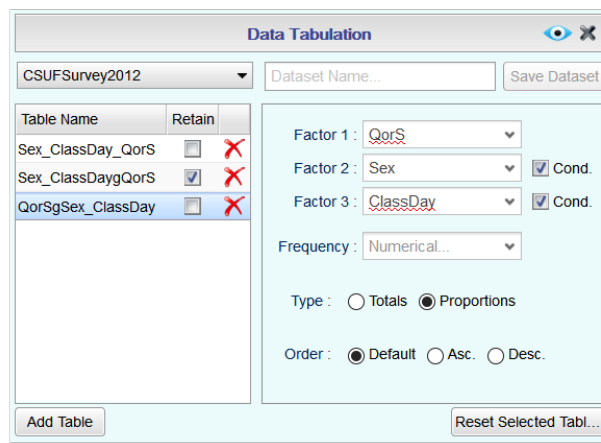 Data Tabulation
CSUFSurvey2012
Dataset Name...
Save Dataset
Table Name Retain
Sex_ClassDay_QorS
Sex_ClassDaygQorS
QorSgSex_ClassDay
Factor 1 : QorS
Factor 2 : Sex Cond.
Factor 3 : ClassDay Cond.
Frequency : Numerical...
Type : Totals Proportions
Order : Default Asc. Desc.
Add Table
Reset Selected Tabl...